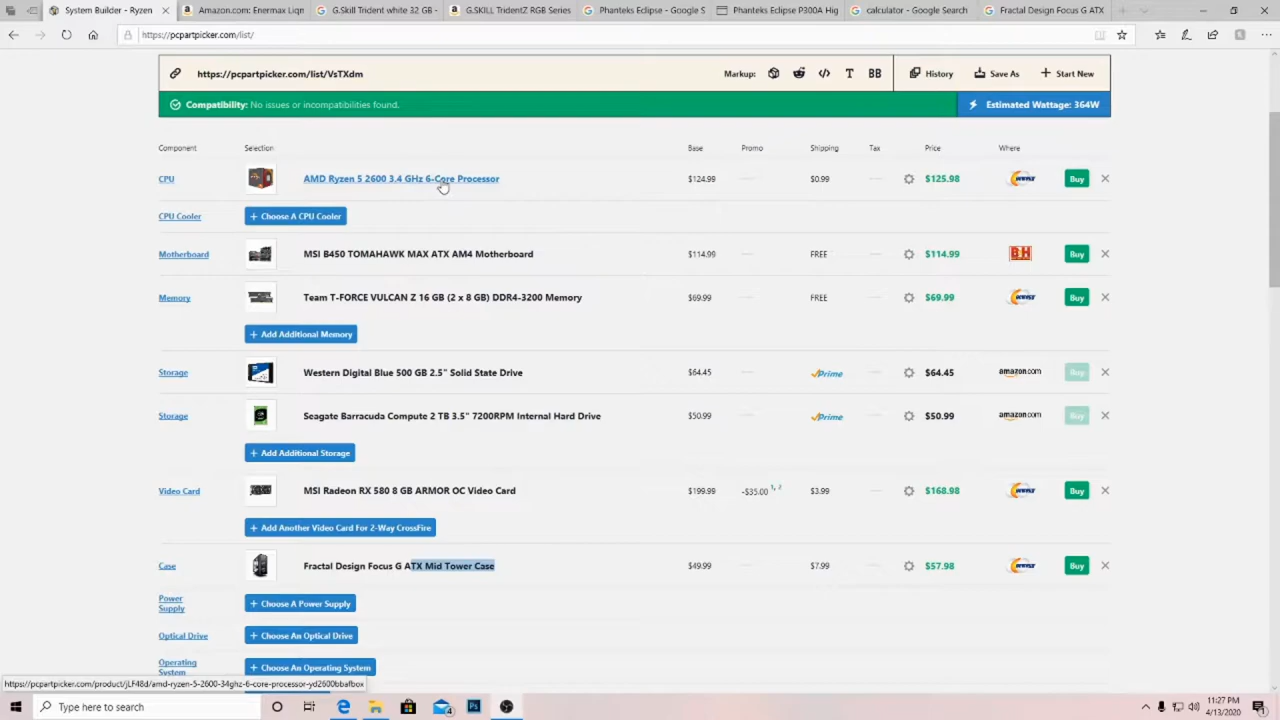 System Builder - Ryzen
Amazon.com: Enermax Liqn
G.Skill Trident white 32 GB -
G.SKILL TridentZ RGB Series
Phanteks Eclipse - Google S
Phanteks Eclipse P300A Hig
calculator - Google Search
Fractal Design Focus G ATX
https://pcpartpicker.com/list/
https://pcpartpicker.com/list/VsTXdm
Markup:
BB
History
Save As
+ Start New
Compatibility: No issues or incompatibilities found.
Estimated Wattage: 364W
Component Selection Base Promo Shipping Tax Price Where
CPU AMD Ryzen 5 2600 3.4 GHz 6-Core Processor $124.99 $0.99 $125.98 Buy
CPU Cooler + Choose A CPU Cooler
Motherboard MSI B450 TOMAHAWK MAX ATX AM4 Motherboard $114.99 FREE $114.99 BH Buy
Memory Team T-FORCE VULCAN Z 16 GB (2 x 8 GB) DDR4-3200 Memory $69.99 FREE $69.99 Buy
+ Add Additional Memory
Storage Western Digital Blue 500 GB 2.5" Solid State Drive $64.45 Prime $64.45 amazon.com Buy
Storage Seagate Barracuda Compute 2 TB 3.5" 7200RPM Internal Hard Drive $50.99 Prime $50.99 amazon.com Buy
+ Add Additional Storage
Video Card MSI Radeon RX 580 8 GB ARMOR OC Video Card $199.99 -$35.00 1, 2 $3.99 $168.98 Buy
+ Add Another Video Card For 2-Way CrossFire
Case Fractal Design Focus G ATX Mid Tower Case $49.99 $7.99 $57.98 Buy
Power
Supply
+ Choose A Power Supply
Optical Drive + Choose An Optical Drive
Operating
System
+ Choose An Operating System
https://pcpartpicker.com/product/jLF48d/amd-ryzen-5-2600-34ghz-6-core-processor-yd2600bbafbox
Type here to search
4
Ps
11:27 PM
4/13/2020